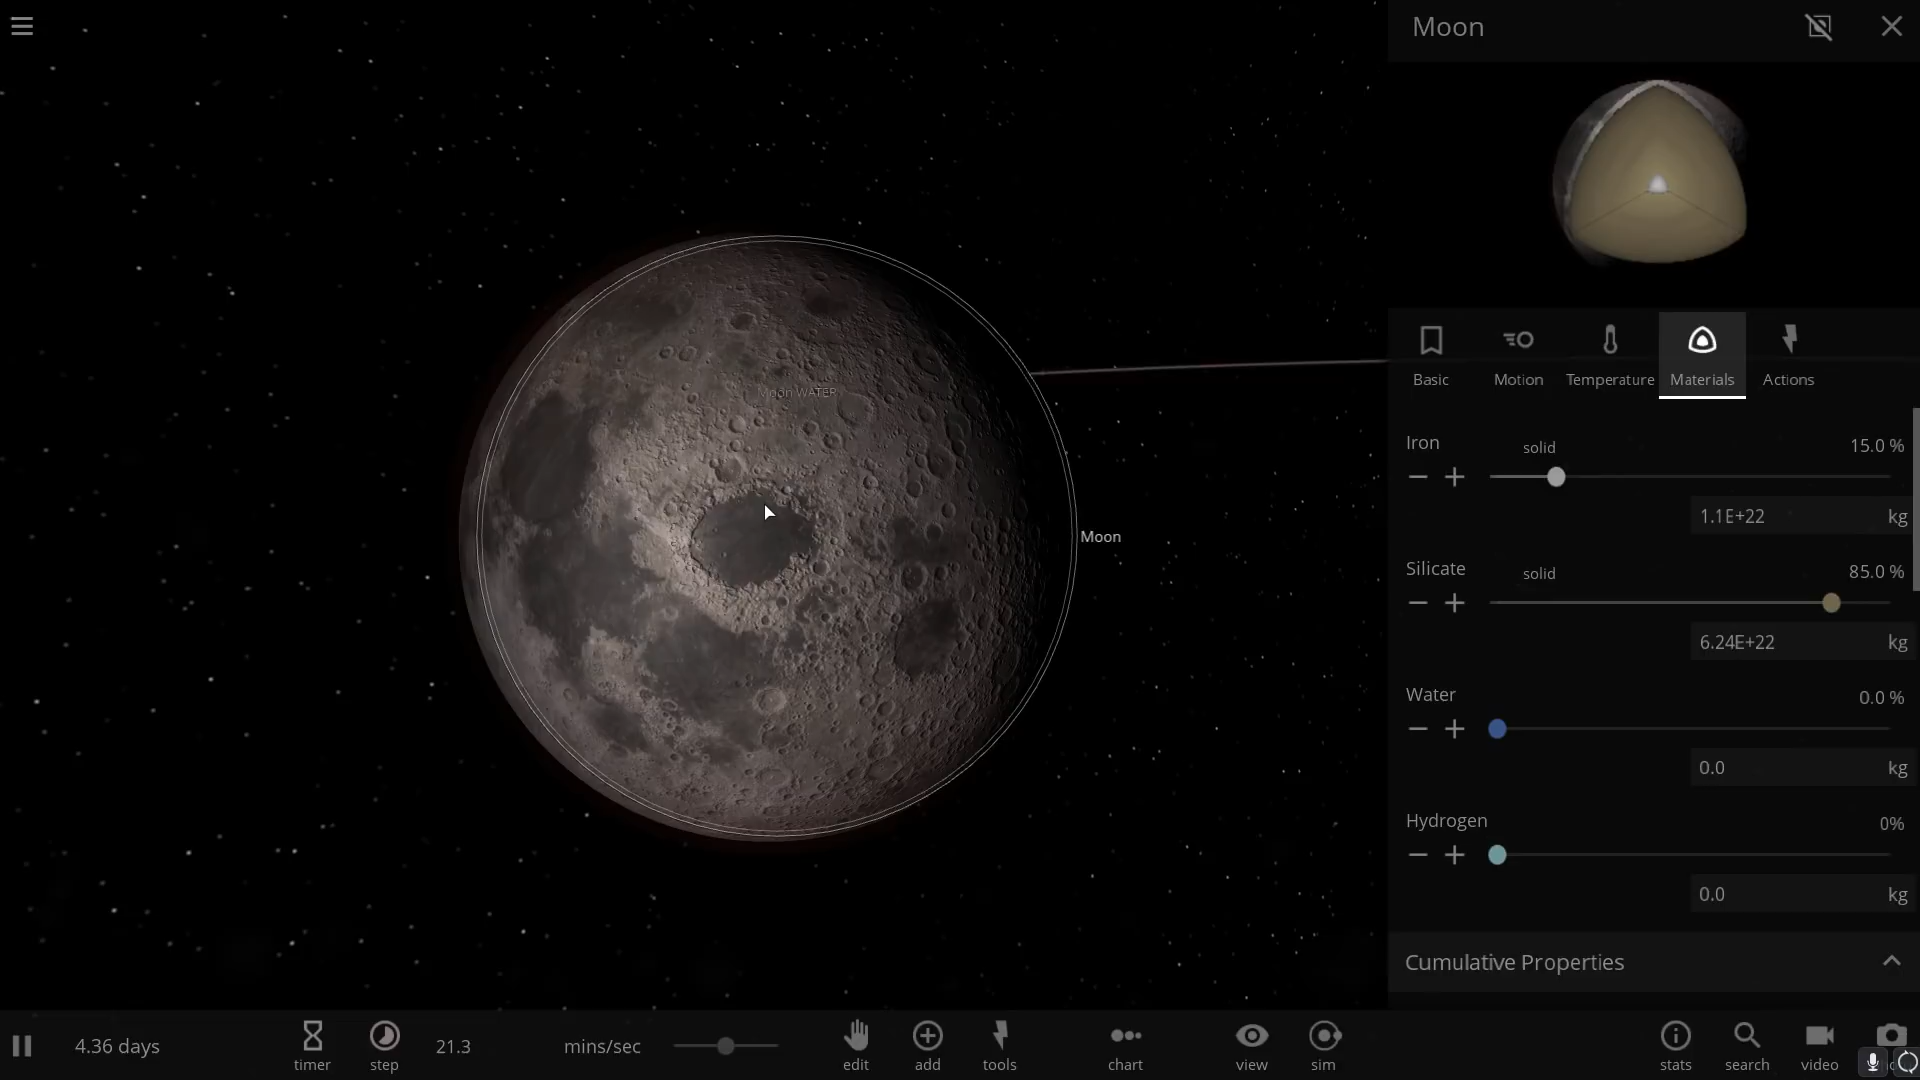 Moon
Basic
Motion
Temperature
Materials
Actions
Iron
solid
15.0 %
1.1E+22 kg
Silicate
solid
85.0 %
6.24E+22 kg
Water
0.0 %
0.0 kg
Hydrogen
0%
0.0 kg
Cumulative Properties
Moon WATER
Moon
4.36 days
timer
step
21.3 mins/sec
edit
add
tools
chart
view
sim
stats
search
video